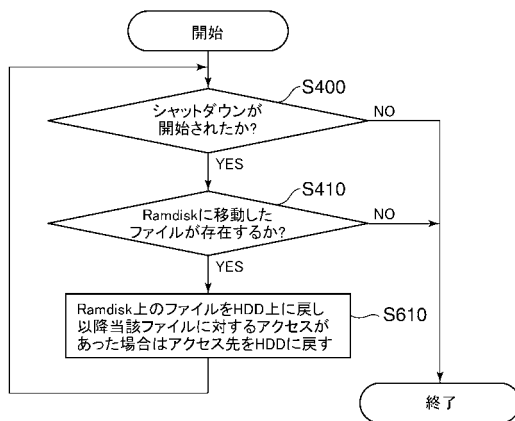 開始
S400
シャットダウンが
開始されたか?
NO
YES
S410
Ramdiskに移動した
ファイルが存在するか?
NO
YES
S610
Ramdisk上のファイルをHDD上に戻し
以降当該ファイルに対するアクセスが
あった場合はアクセス先をHDDに戻す
終了